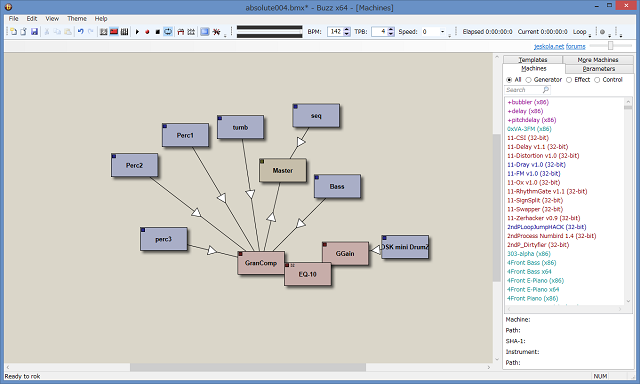 absolute004.bmx* - Buzz x64 - [Machines]
File Edit View Theme Help
BPM: 142 TPB: 4 Speed: 0 Elapsed 0:00:00:0 Current 0:00:00:0 Loop
jeskola.net forums
Templates More Machines
Machines Parameters
All Generator Effect Control
Search
+bubbler (x86)
+delay (x86)
+pitchdelay (x86)
0xVA-3FM (x86)
11-CSI (32-bit)
11-Delay v1.1 (32-bit)
11-Distortion v1.0 (32-bit)
11-Dray v1.0 (32-bit)
11-FM v1.0 (32-bit)
11-Ox v1.0 (32-bit)
11-RhythmGate v1.1 (32-bit)
11-SignSplit (32-bit)
11-Swapper (32-bit)
11-Zerhacker v0.9 (32-bit)
2ndPLoopJumpHACK (32-bit)
2ndProcess Numbird 1.4 (32-bit)
2ndP_Dirtyfier (32-bit)
303-alpha (x86)
4Front Bass (x86)
4Front Bass x64
4Front E-Piano (x86)
4Front E-Piano x64
4Front Piano (x86)
Machine:
Path:
SHA-1:
Instrument:
Path:
seq
tumb
Perc1
Perc2
Master
Bass
perc3
GranComp
EQ-10
GGain
DSK mini DrumZ
Ready to rok
NUM